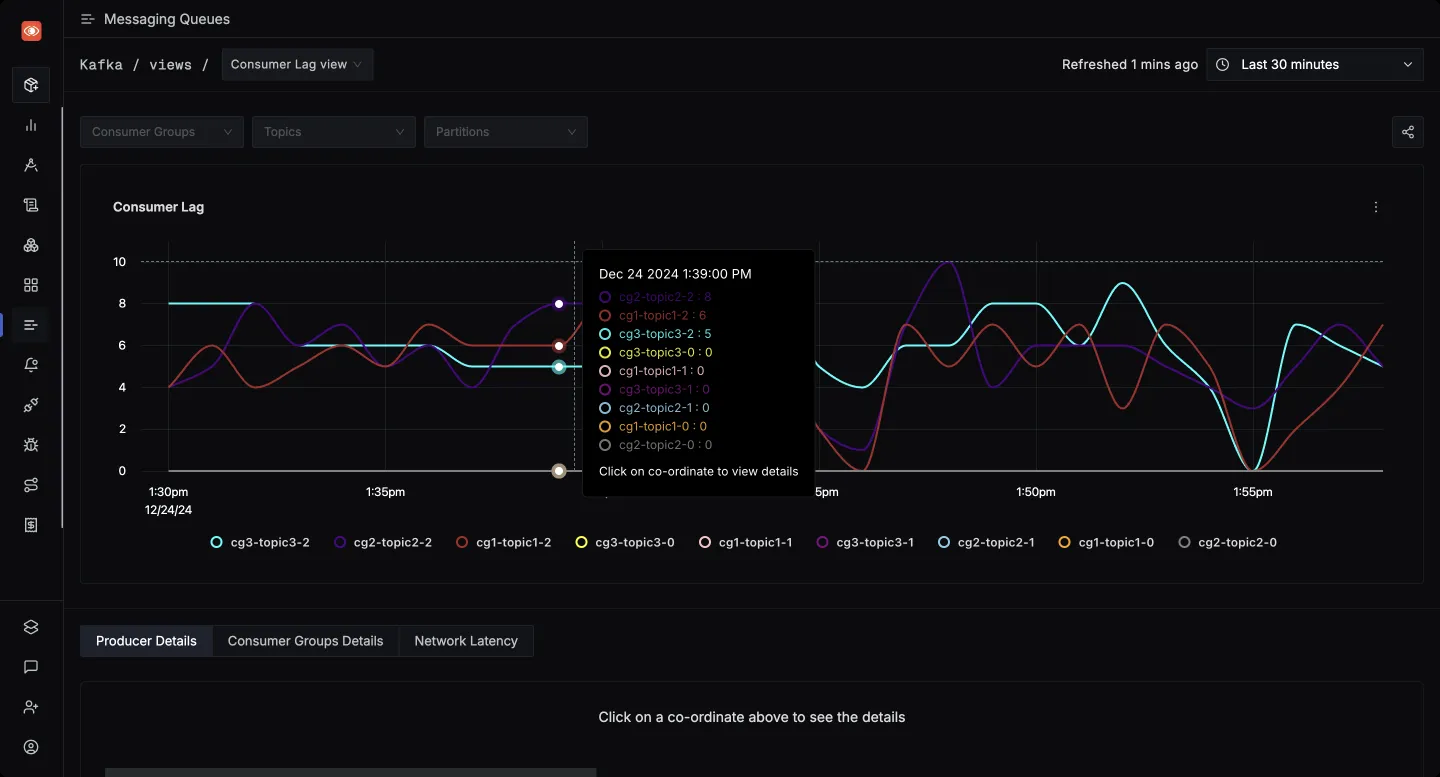 Messaging Queues
Kafka / views / Consumer Lag view
Refreshed 1 mins ago Last 30 minutes
Consumer Groups Topics Partitions
Consumer Lag
10
8
6
4
2
0
Dec 24 2024 1:39:00 PM
cg2-topic2-2 : 8
cg1-topic1-2 : 6
cg3-topic3-2 : 5
cg3-topic3-0 : 0
cg1-topic1-1 : 0
cg3-topic3-1 : 0
cg2-topic2-1 : 0
cg1-topic1-0 : 0
cg2-topic2-0 : 0
Click on co-ordinate to view details
1:30pm 1:35pm 5pm 1:50pm 1:55pm
12/24/24
cg3-topic3-2 cg2-topic2-2 cg1-topic1-2 cg3-topic3-0 cg1-topic1-1 cg3-topic3-1 cg2-topic2-1 cg1-topic1-0 cg2-topic2-0
Producer Details Consumer Groups Details Network Latency
Click on a co-ordinate above to see the details